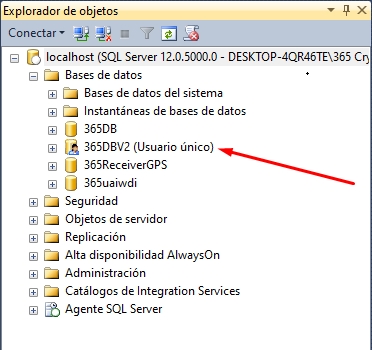 Explorador de objetos
Conectar
localhost (SQL Server 12.0.5000.0 - DESKTOP-4QR46TE\365 Cry
Bases de datos
Bases de datos del sistema
Instantáneas de bases de datos
365DB
365DBV2 (Usuario único)
365ReceiverGPS
365uaiwdi
Seguridad
Objetos de servidor
Replicación
Alta disponibilidad AlwaysOn
Administración
Catálogos de Integration Services
Agente SQL Server